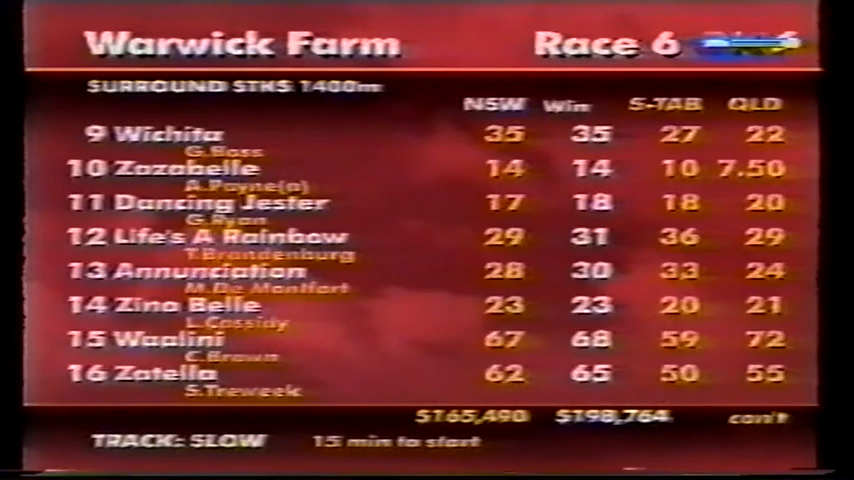 Warwick Farm Race 6
SURROUND STKS 1400m
NSW Win S-TAB QLD
9 Wichita 35 35 27 22
G.Boss
10 Zazabelle 14 14 10 7.50
A.Payne(a)
11 Dancing Jester 17 18 18 20
G.Ryan
12 Life's A Rainbow 29 31 36 29
T.Brandenburg
13 Annunciation 28 30 33 24
M.De Montfort
14 Zina Belle 23 23 20 21
L.Cassidy
15 Waalini 67 68 59 72
C.Brown
16 Zatella 62 65 50 55
S.Treweek
$165,490 $198,764 can't
TRACK: SLOW 15 min to start